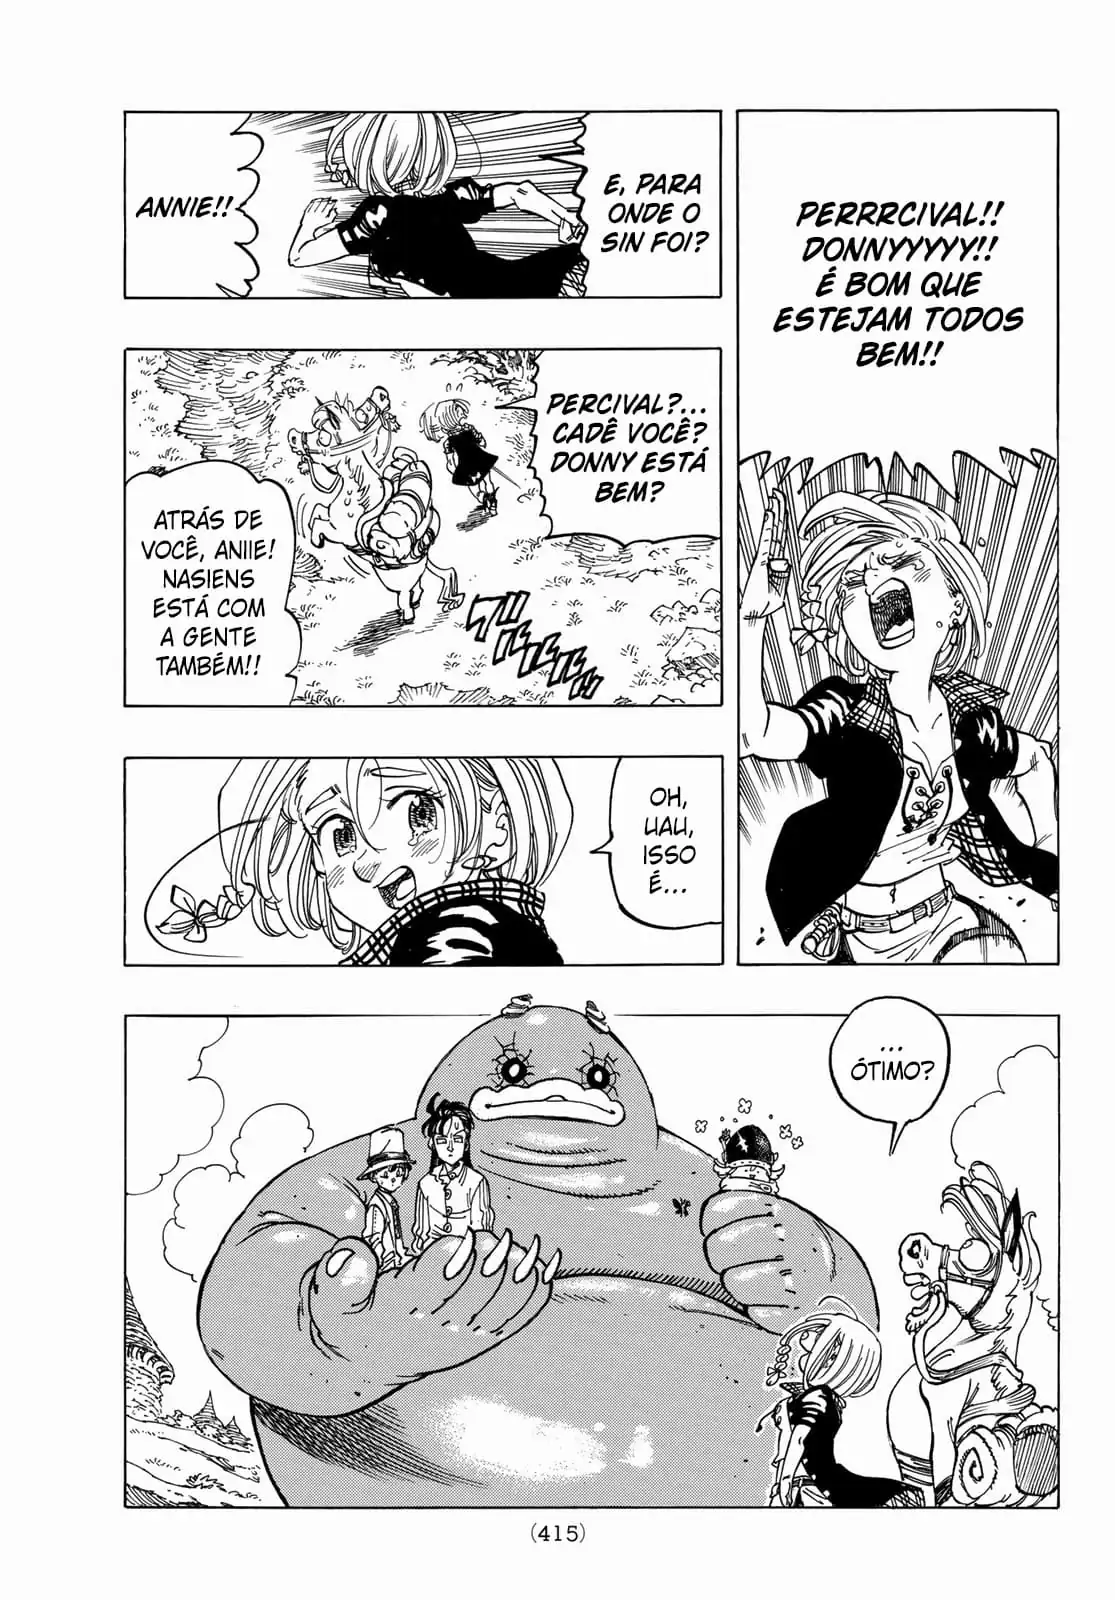 PERRRCIVAL!!
DONNYYYYY!!
É BOM QUE
ESTEJAM TODOS
BEM!!
E, PARA
ONDE O
SIN FOI?
ANNIE!!
PERCIVAL?...
CADÊ VOCÊ?
DONNY ESTÁ
BEM?
ATRÁS DE
VOCÊ, ANIIE!
NASIENS
ESTÁ COM
A GENTE
TAMBÉM!!
OH,
UAU,
ISSO
É...
...
ÓTIMO?
(415)